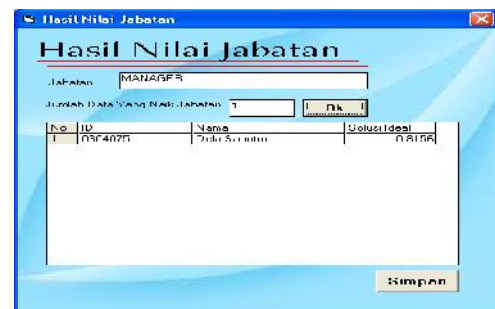 Hasil Nilai Jabatan
Hasil Nilai Jabatan
Jabatan MANAGER
Jumlah Data Yang Naik Jabatan 1 Ok
No ID Nama Solusi Ideal
1 0304075 0.8156
Simpan